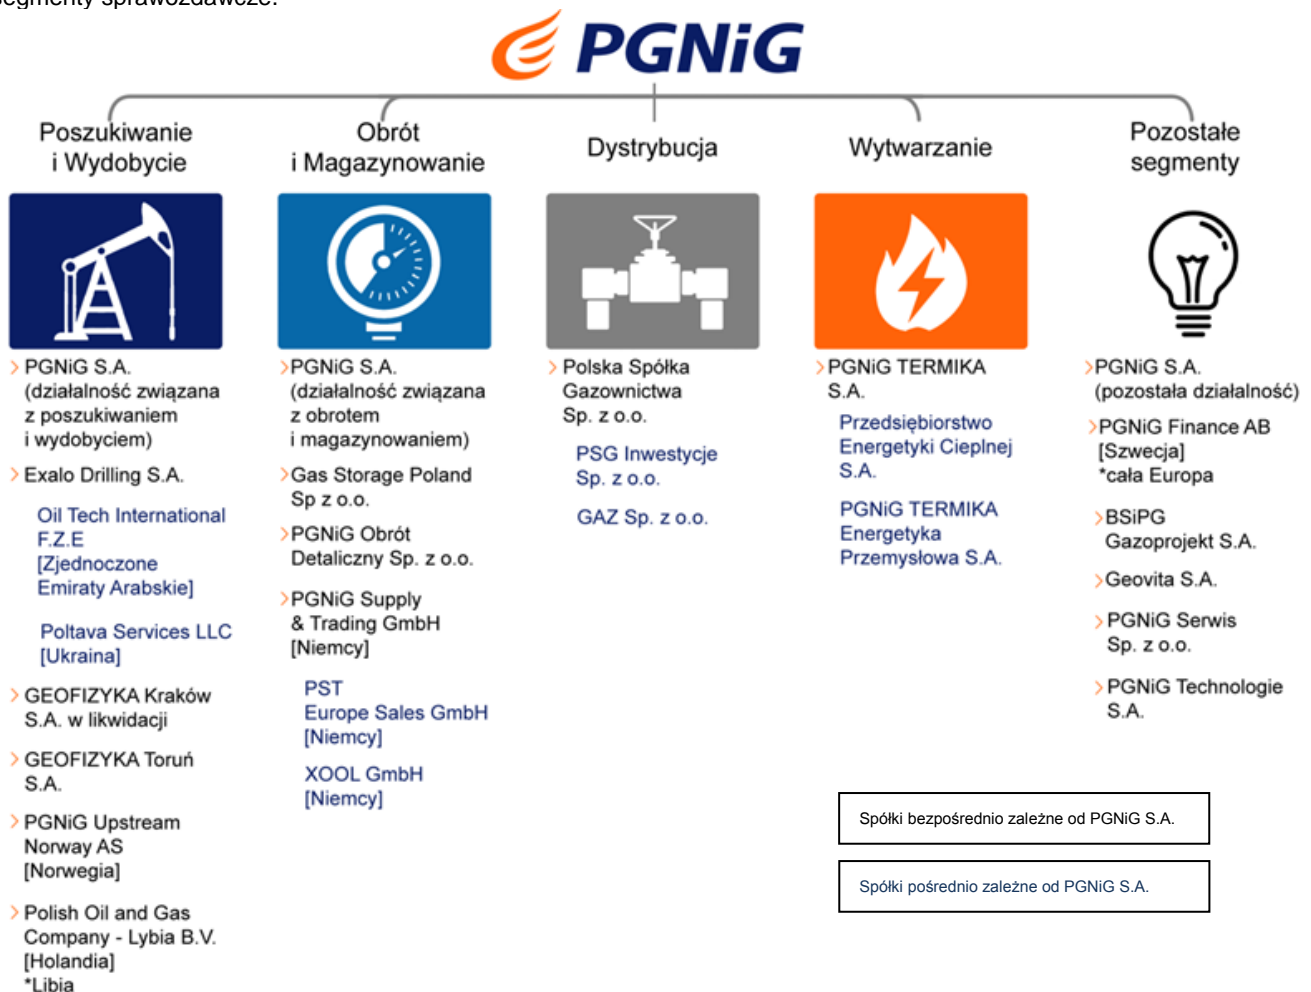 segmenty sprawozdawcze:
PGNiG
Poszukiwanie
i Wydobycie
Obrót
i Magazynowanie
Dystrybucja
Wytwarzanie
Pozostałe
segmenty
PGNiG S.A.
(działalność związana
z poszukiwaniem
i wydobyciem)
Exalo Drilling S.A.
Oil Tech International
F.Z.E
[Zjednoczone
Emiraty Arabskie]
Poltava Services LLC
[Ukraina]
GEOFIZYKA Kraków
S.A. w likwidacji
GEOFIZYKA Toruń
S.A.
PGNiG Upstream
Norway AS
[Norwegia]
Polish Oil and Gas
Company - Lybia B.V.
[Holandia]
*Libia
PGNiG S.A.
(działalność związana
z obrotem
i magazynowaniem)
Gas Storage Poland
Sp z o.o.
PGNiG Obrót
Detaliczny Sp. z o.o.
PGNiG Supply
& Trading GmbH
[Niemcy]
PST
Europe Sales GmbH
[Niemcy]
XOOL GmbH
[Niemcy]
Polska Spółka
Gazownictwa
Sp. z o.o.
PSG Inwestycje
Sp. z o.o.
GAZ Sp. z o.o.
PGNiG TERMIKA
S.A.
Przedsiębiorstwo
Energetyki Cieplnej
S.A.
PGNiG TERMIKA
Energetyka
Przemysłowa S.A.
PGNiG S.A.
(pozostała działalność)
PGNiG Finance AB
[Szwecja]
*cała Europa
BSiPG
Gazoprojekt S.A.
Geovita S.A.
PGNiG Serwis
Sp. z o.o.
PGNiG Technologie
S.A.
Spółki bezpośrednio zależne od PGNiG S.A.
Spółki pośrednio zależne od PGNiG S.A.